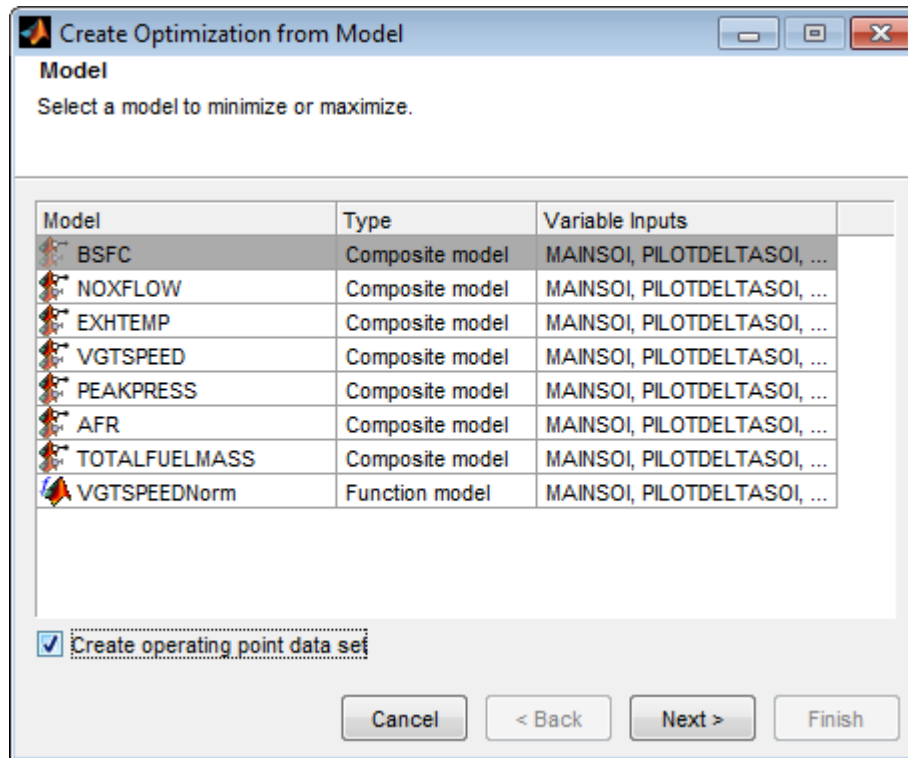 Create Optimization from Model
Model
Select a model to minimize or maximize.
Model Type Variable Inputs
BSFC Composite model MAINSOI, PILOTDELTASOI, ...
NOXFLOW Composite model MAINSOI, PILOTDELTASOI, ...
EXHTEMP Composite model MAINSOI, PILOTDELTASOI, ...
VGTSPEED Composite model MAINSOI, PILOTDELTASOI, ...
PEAKPRESS Composite model MAINSOI, PILOTDELTASOI, ...
AFR Composite model MAINSOI, PILOTDELTASOI, ...
TOTALFUELMASS Composite model MAINSOI, PILOTDELTASOI, ...
VGTSPEEDNorm Function model MAINSOI, PILOTDELTASOI, ...
Create operating point data set
Cancel < Back Next > Finish